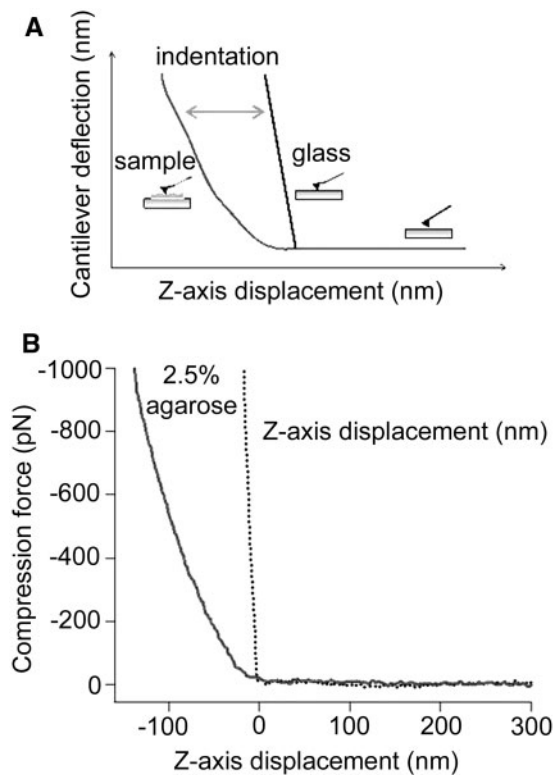 A
Cantilever deflection (nm)
indentation
sample
glass
Z-axis displacement (nm)
B
Compression force (pN)
-1000
-800
-600
-400
-200
0
2.5%
agarose
Z-axis displacement (nm)
-100
0
100
200
300
Z-axis displacement (nm)